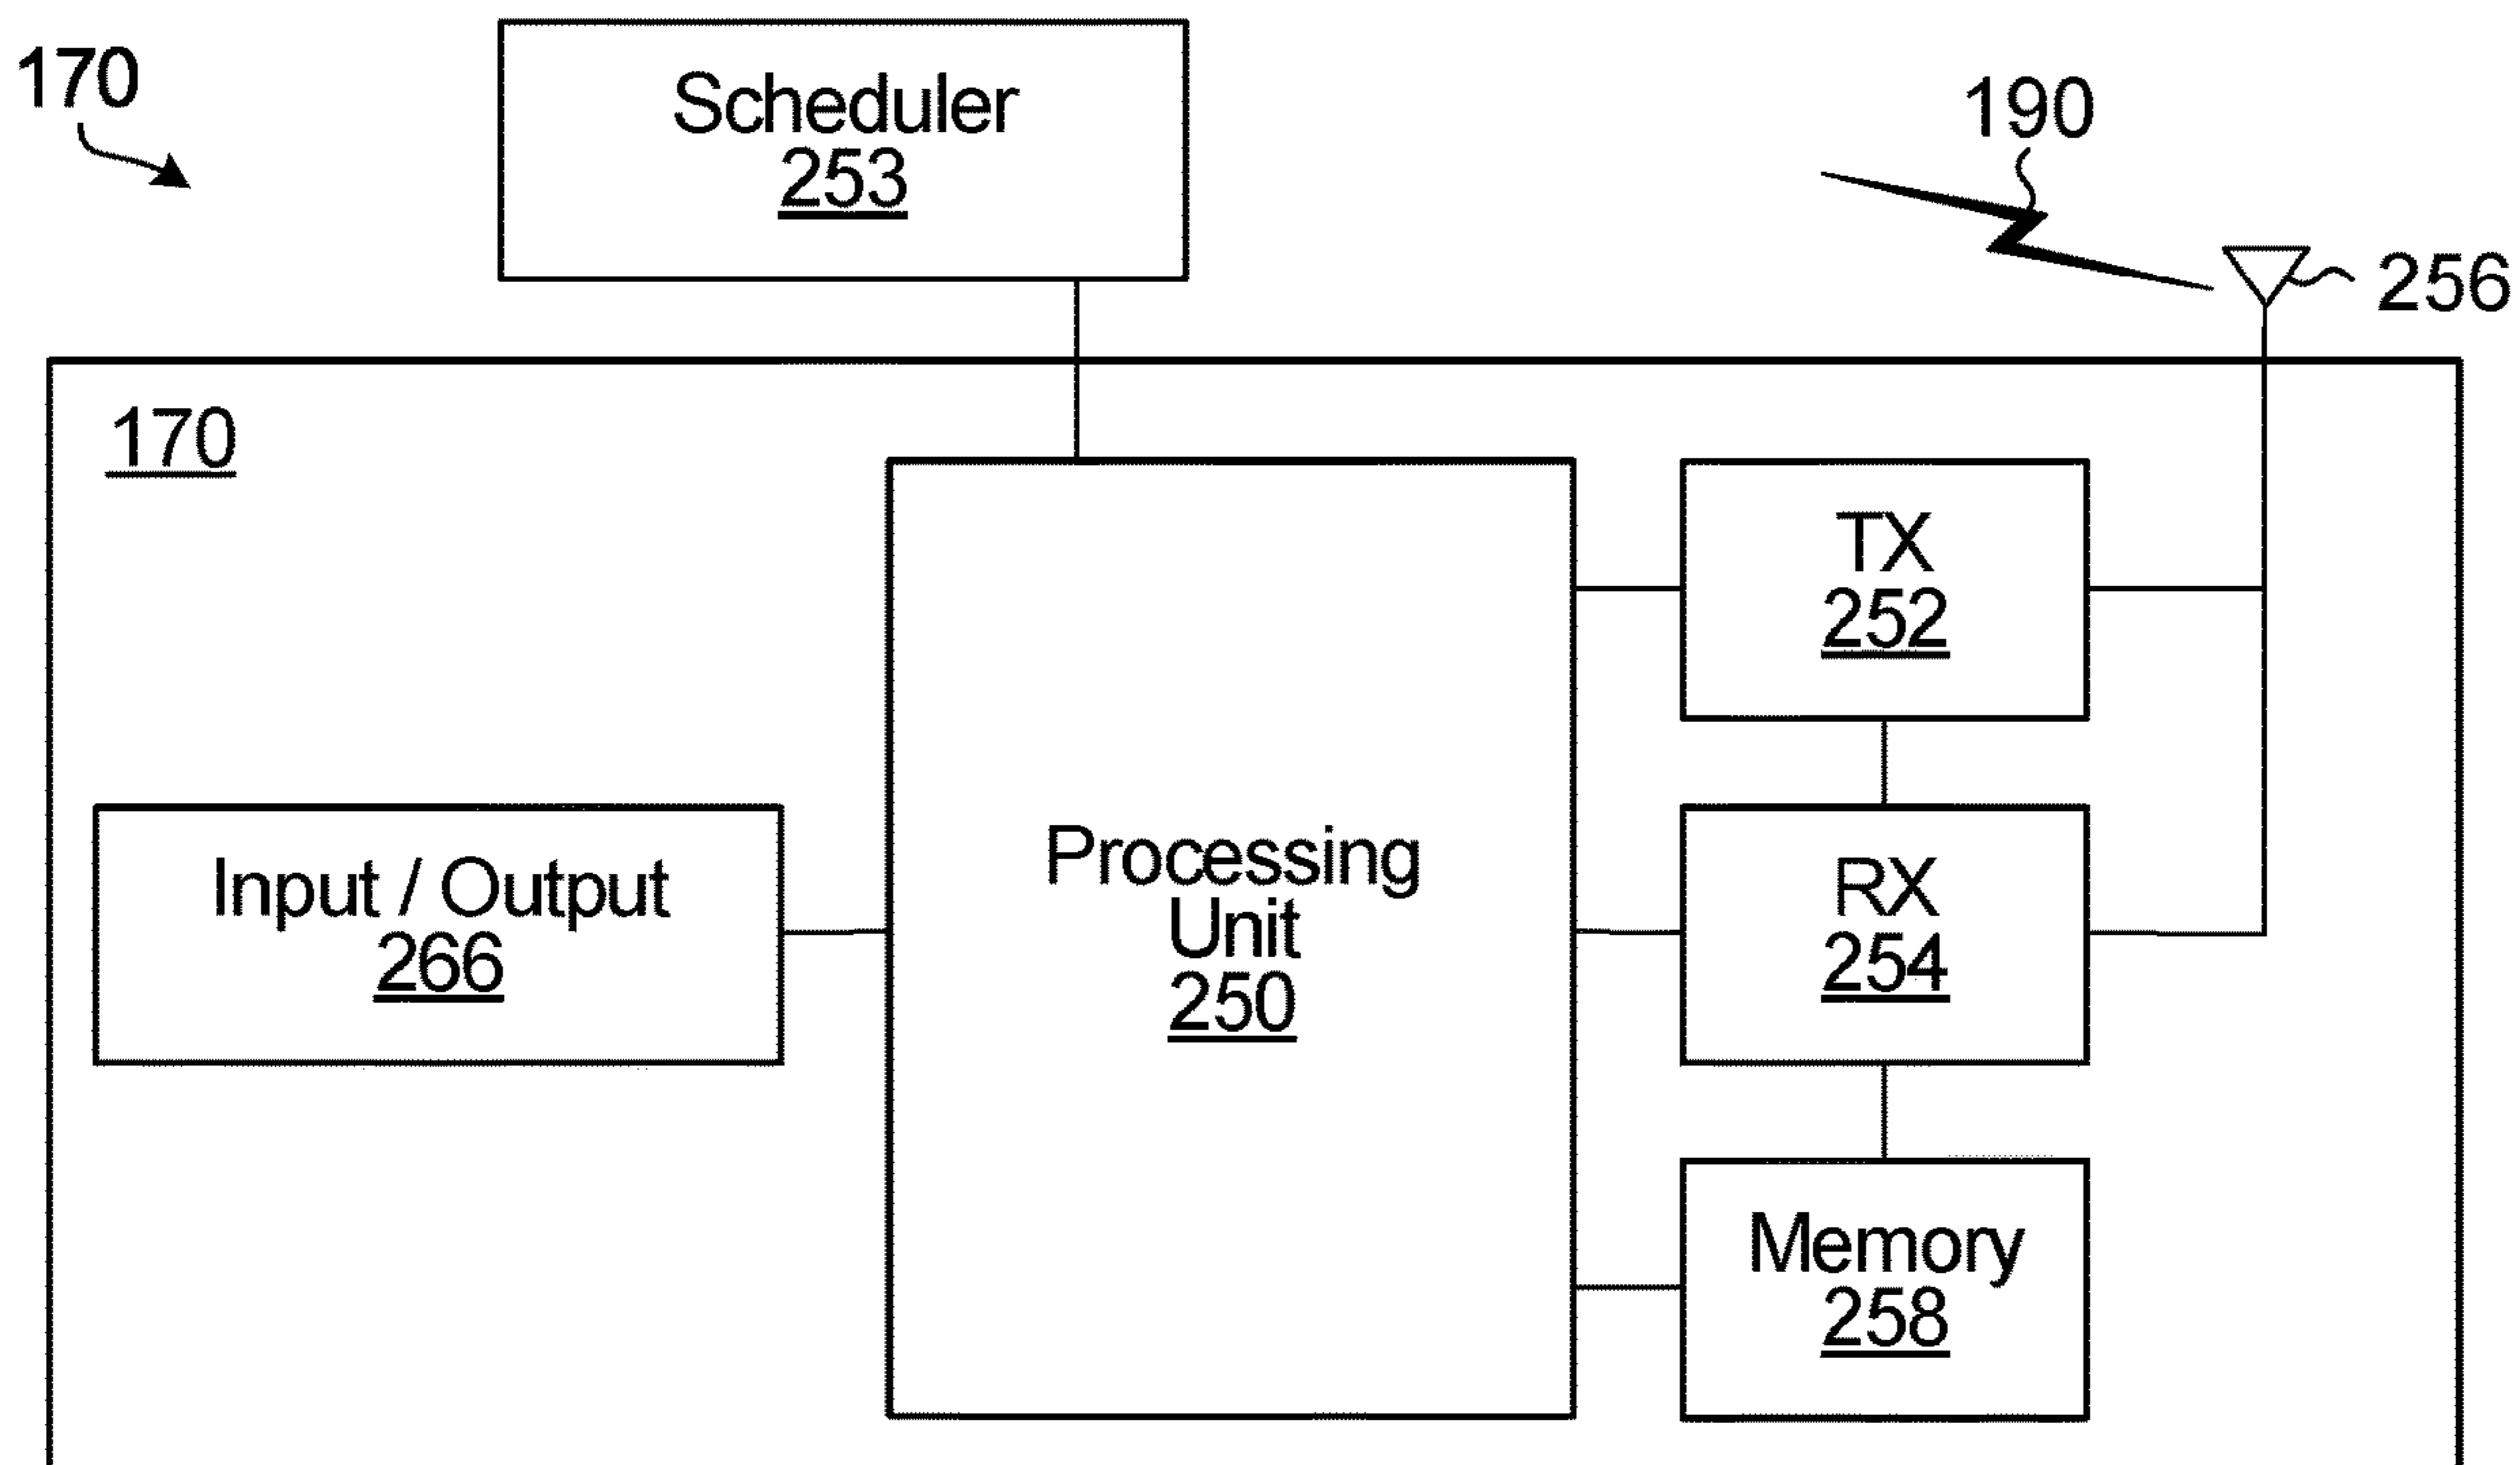 170
Scheduler
253
190
256
170
TX
252
Input / Output
266
Processing
Unit
250
RX
254
Memory
258